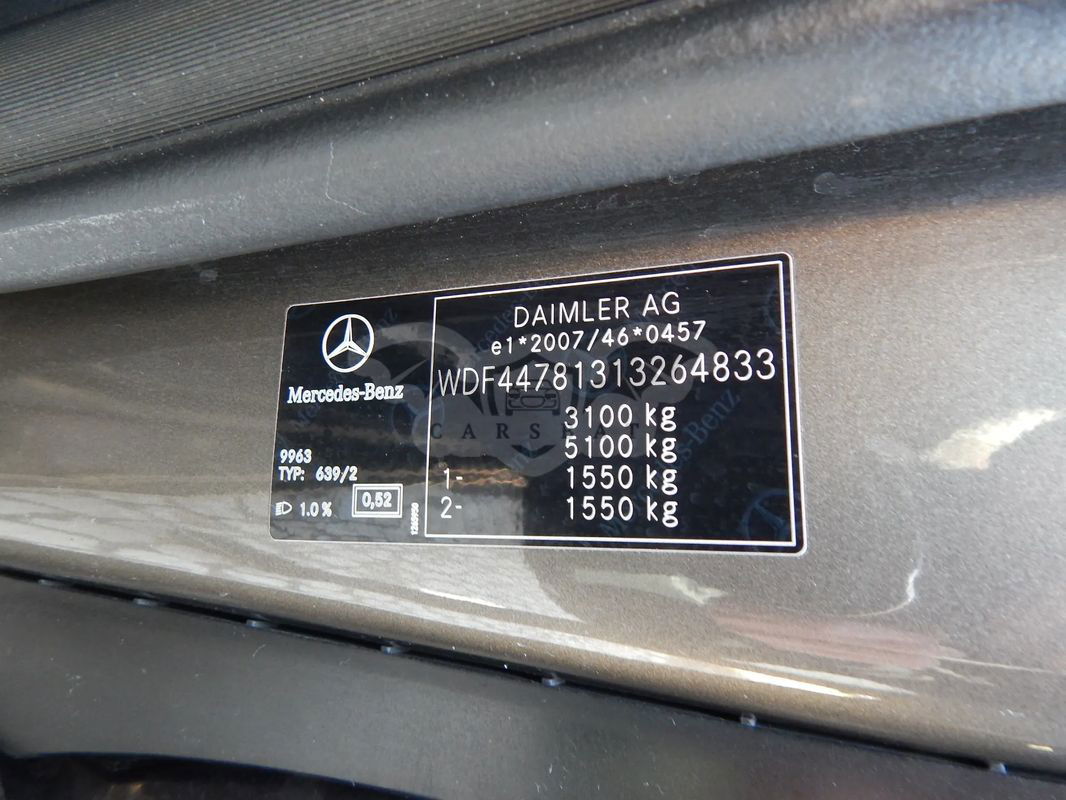 Mercedes-Benz
9963
TYP: 639/2
1.0 %
0,52
1265950
DAIMLER AG
e1*2007/46*0457
WDF44781313264833
3100 kg
5100 kg
1- 1550 kg
2- 1550 kg